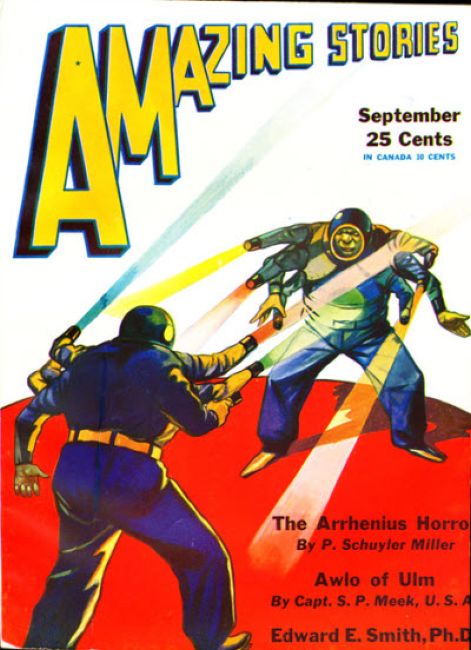 AMAZING STORIES
September
25 Cents
IN CANADA 30 CENTS
The Arrhenius Horro
By P. Schuyler Miller
Awlo of Ulm
By Capt. S. P. Meek, U. S. A
Edward E. Smith, Ph.D